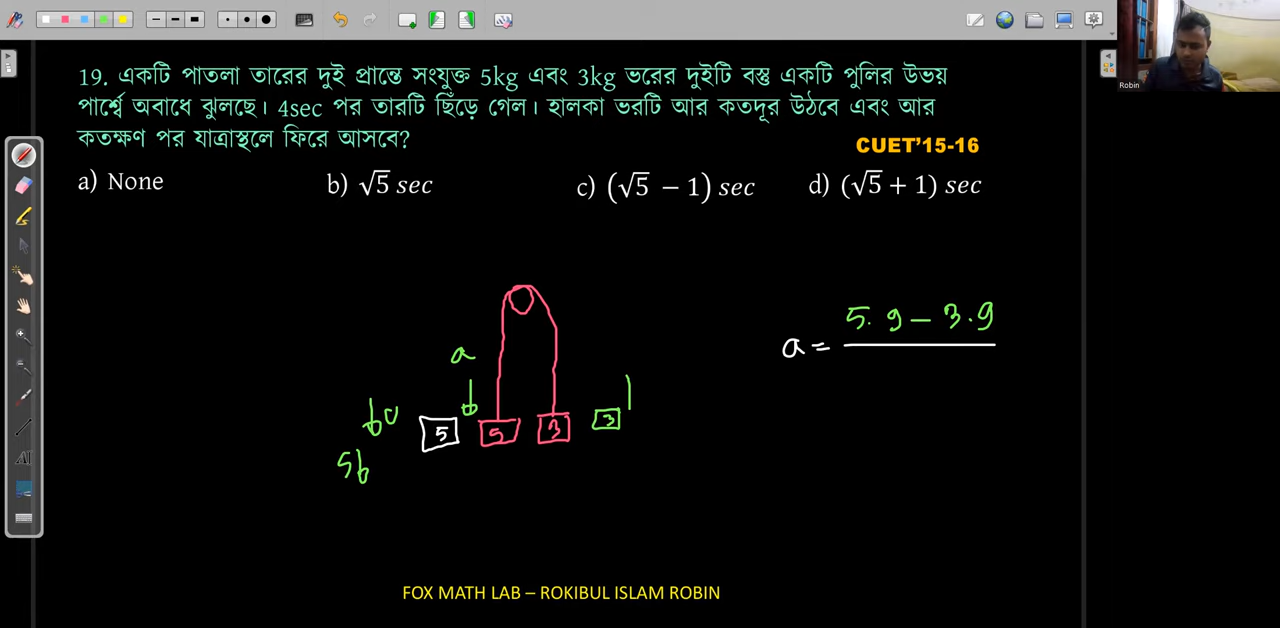 Robin
19. একটি পাতলা তারের দুই প্রান্তে সংযুক্ত 5kg এবং 3kg ভরের দুইটি বস্তু একটি পুলির উভয়
পার্শ্বে অবাধে ঝুলছে। 4sec পর তারটি ছিঁড়ে গেল। হালকা ভরটি আর কতদূর উঠবে এবং আর
কতক্ষণ পর যাত্রাস্থলে ফিরে আসবে?
CUET'15-16
a) None b) √5 sec c) (√5 − 1) sec d) (√5 + 1) sec
5. g − 3. g
a =
a
5 5 3 3
FOX MATH LAB – ROKIBUL ISLAM ROBIN